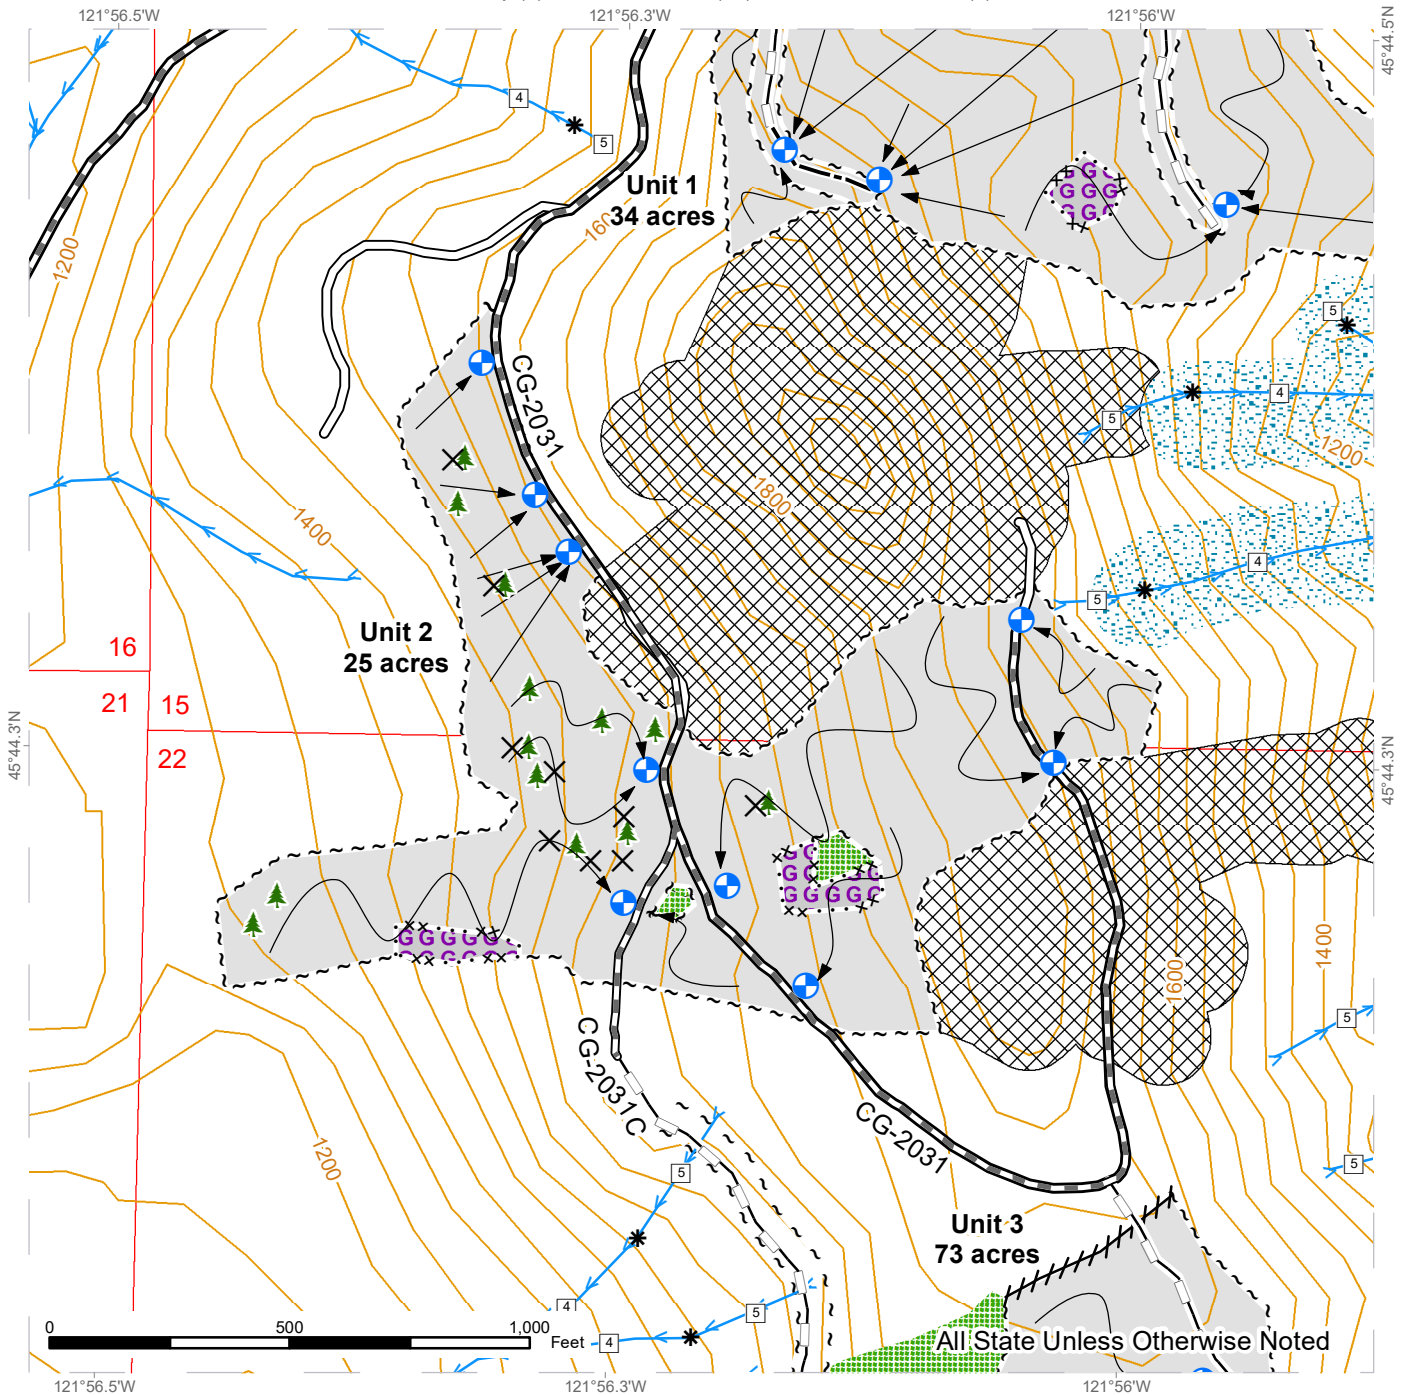 121°56.5'W
121°56.3'W
121°56'W
45°44.5'N
4
5
Unit 1
34 acres
G G
G G G
G G
1200
1600
5
CG-2031
5
4
1200
1800
1400
4
5
16
Unit 2
25 acres
21
15
22
45°44.3'N
45°44.3'N
G G
G
G G G G G
G G G G G
G G G
1400
1600
5
CG-2031C
CG-2031
1200
5
5
Unit 3
73 acres
4
5
4
0
500
1,000
Feet
All State Unless Otherwise Noted
121°56.5'W
121°56.3'W
121°56'W